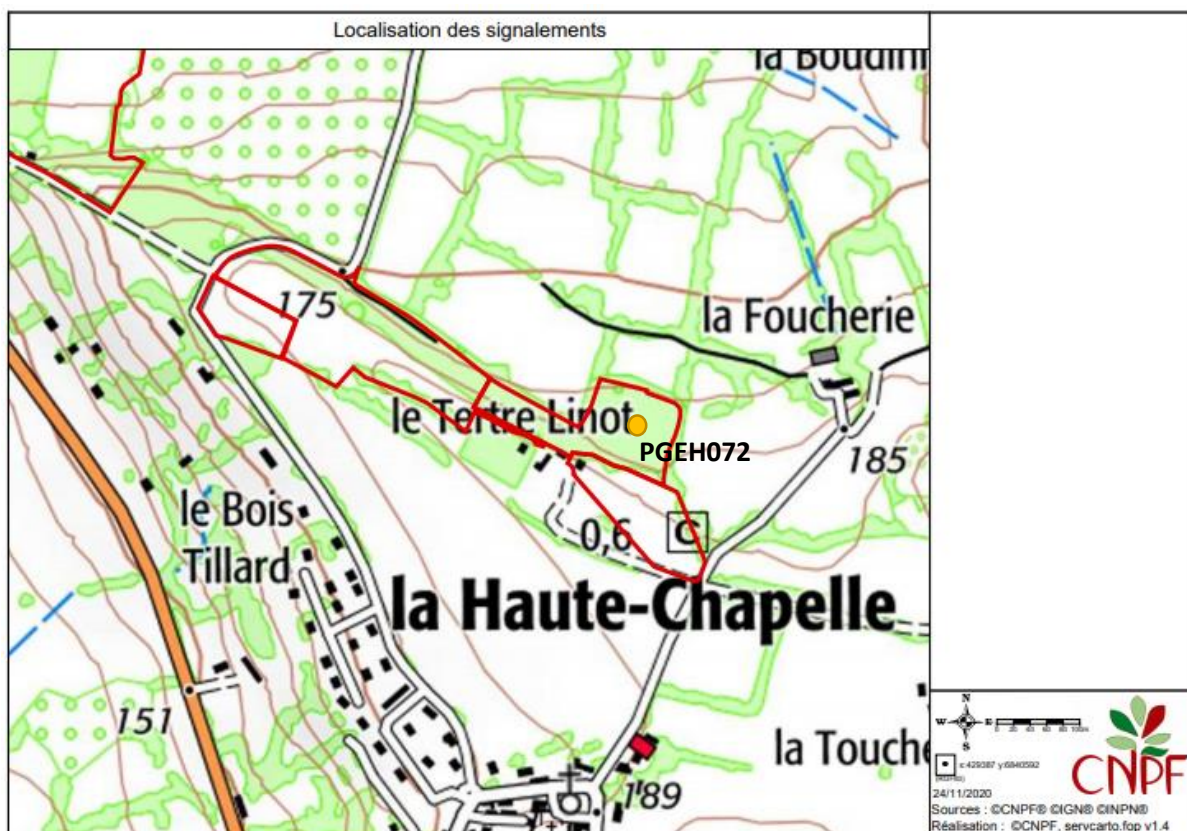 Localisation des signalements
la Boudini
175
la Foucherie
le Tertre Linot
PGEH072
185
le Bois
Tillard
0,6
C
la Haute-Chapelle
151
la Touche
189
N
W
E
S
CNPF
24/11/2020
Sources : ©CNPF® ©IGN® ©INPN®
Réalisation : ©CNPF, servcarto.fop v1.4